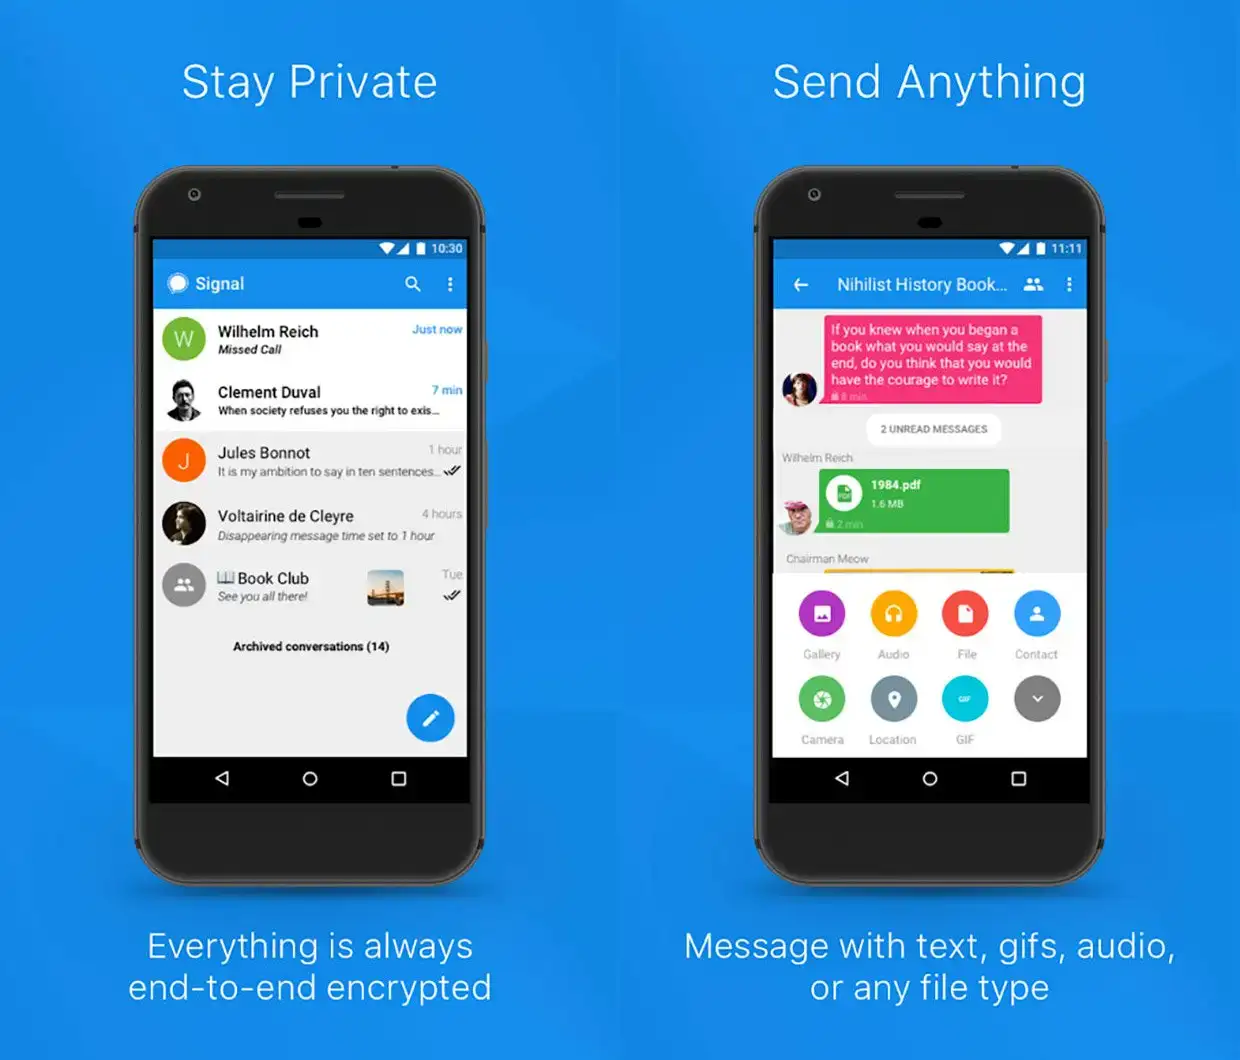 Stay Private
10:30
Signal
Wilhelm Reich
Just now
Missed Call
Clement Duval
7 min
When society refuses you the right to exis...
Jules Bonnot
1 hour
It is my ambition to say in ten sentences...
Voltairine de Cleyre
4 hours
Disappearing message time set to 1 hour
Book Club
Tue
See you all there!
Archived conversations (14)
Everything is always
end-to-end encrypted
Send Anything
11:11
Nihilist History Book...
If you knew when you began a
book what you would say at the
end, do you think that you would
have the courage to write it?
8 min
2 UNREAD MESSAGES
Wilhelm Reich
1984.pdf
PDF
1.6 MB
2 min
Chairman Meow
Gallery
Audio
File
Contact
GIF
Camera
Location
GIF
Message with text, gifs, audio,
or any file type
W
J